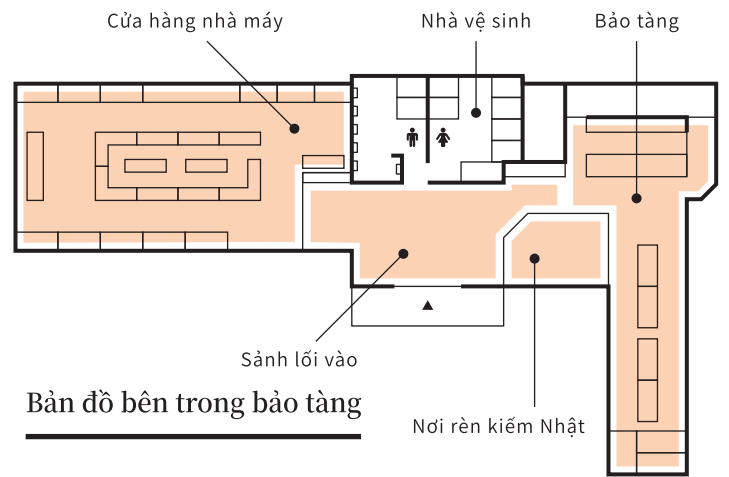 Cửa hàng nhà máy
Nhà vệ sinh
Bảo tàng
Sảnh lối vào
Bản đồ bên trong bảo tàng
Nơi rèn kiếm Nhật